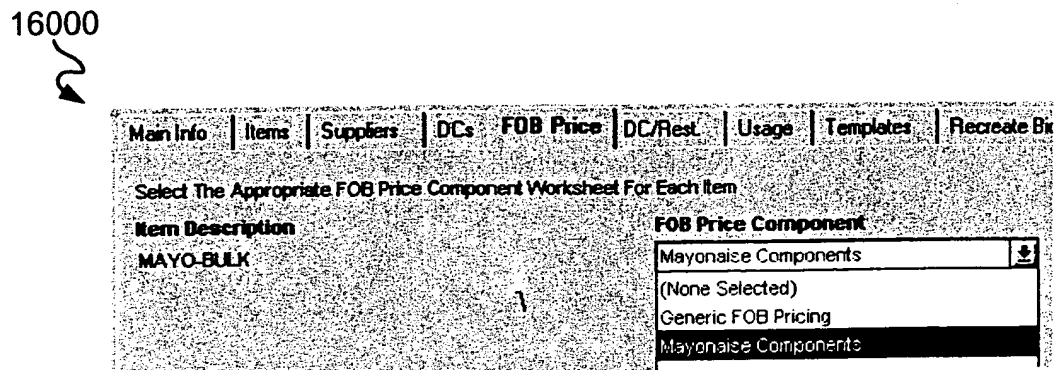 16000
Main Info Items Suppliers DCs FOB Price DC/Rest. Usage Templates Recreate Bid
Select The Appropriate FOB Price Component Worksheet For Each Item
Item Description FOB Price Component
MAYO-BULK Mayonaise Components
(None Selected)
Generic FOB Pricing
Mayonaise Components